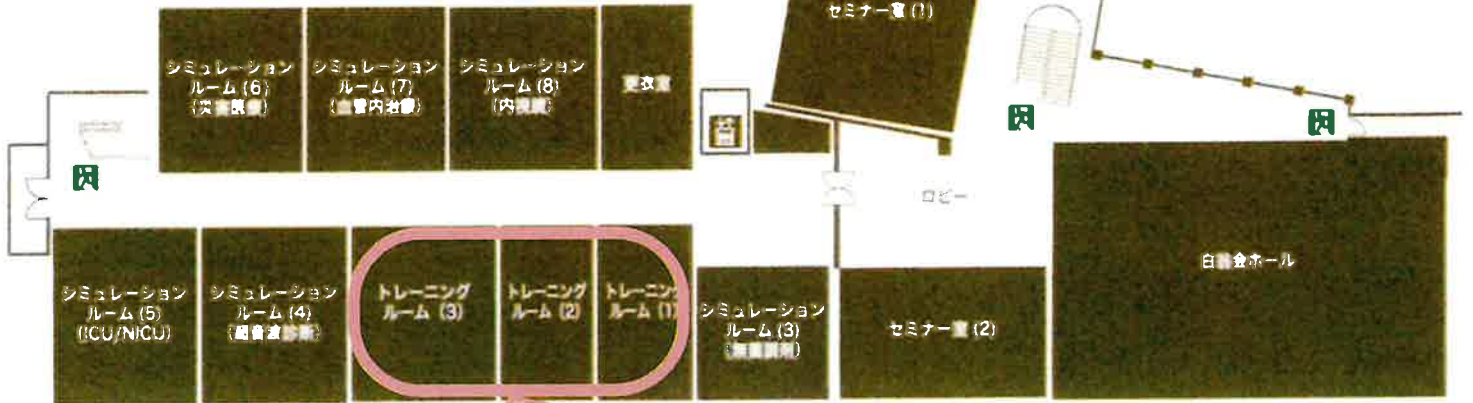 セミナー室 (1)
シミュレーション
ルーム (6)
(災害医療)
シミュレーション
ルーム (7)
(血管内治療)
シミュレーション
ルーム (8)
(内視鏡)
更衣室
ロビー
シミュレーション
ルーム (5)
(ICU/NICU)
シミュレーション
ルーム (4)
(超音波診断)
トレーニング
ルーム (3)
トレーニング
ルーム (2)
トレーニング
ルーム (1)
シミュレーション
ルーム (3)
セミナー室 (2)
ホール